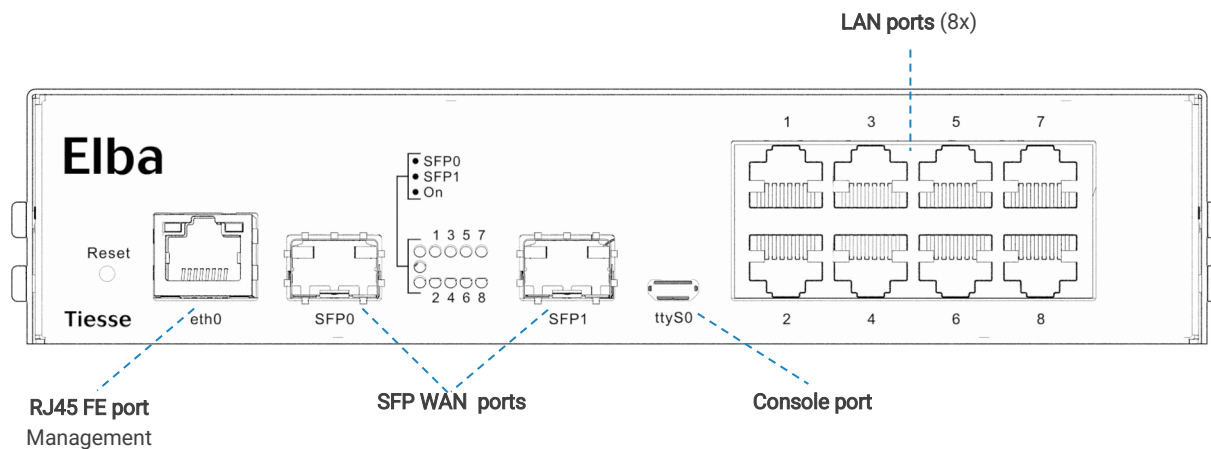 LAN ports (8x)
1 3 5 7
Elba
SFP0
SFP1
On
1 3 5 7
Reset
2 4 6 8
Tiesse
eth0
SFP0
SFP1
ttyS0
2 4 6 8
RJ45 FE port
Management
SFP WAN ports
Console port